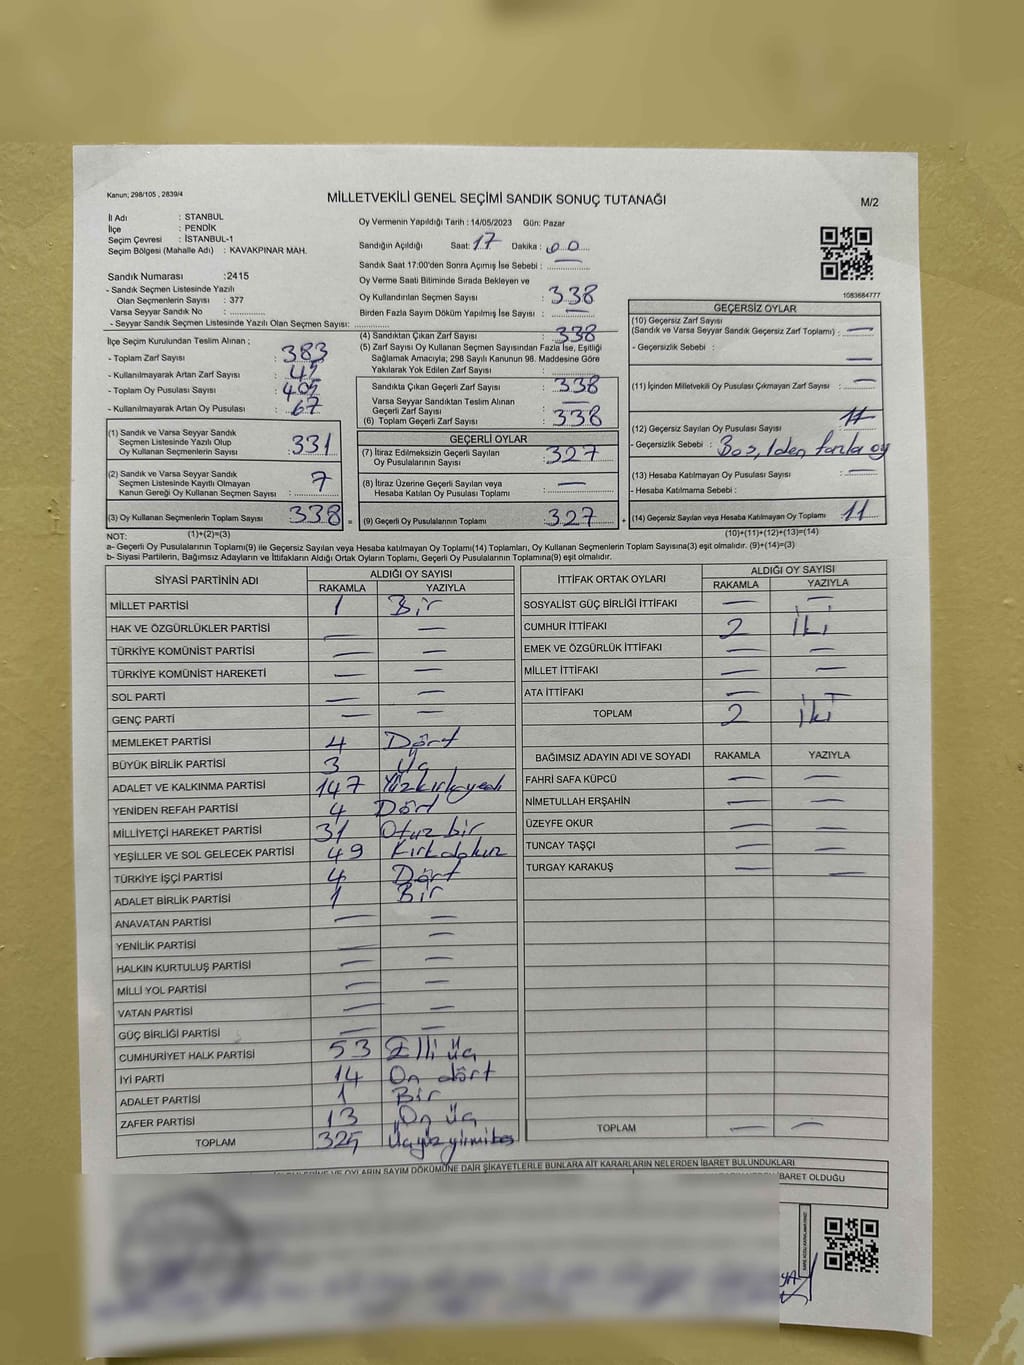 Kanun; 298/105 , 2839/4
MİLLETVEKİLİ GENEL SEÇİMİ SANDIK SONUÇ TUTANAĞI
M/2
İl Adı : STANBUL
İlçe : PENDİK
Seçim Çevresi : İSTANBUL-1
Seçim Bölgesi (Mahalle Adı) : KAVAKPINAR MAH.
Sandık Numarası :2415
- Sandık Seçmen Listesinde Yazılı
Olan Seçmenlerin Sayısı : 377
Varsa Seyyar Sandık No :
- Seyyar Sandık Seçmen Listesinde Yazılı Olan Seçmen Sayısı:
İlçe Seçim Kurulundan Teslim Alınan ;
- Toplam Zarf Sayısı : 383
- Kullanılmayarak Artan Zarf Sayısı : 45
- Toplam Oy Pusulası Sayısı : 405
- Kullanılmayarak Artan Oy Pusulası : 67
(1) Sandık ve Varsa Seyyar Sandık
Seçmen Listesinde Yazılı Olup
Oy Kullanan Seçmenlerin Sayısı : 331
(2) Sandık ve Varsa Seyyar Sandık
Seçmen Listesinde Kayıtlı Olmayan
Kanun Gereği Oy Kullanan Seçmen Sayısı : 7
(3) Oy Kullanan Seçmenlerin Toplam Sayısı 338 =
Oy Vermenin Yapıldığı Tarih : 14/05/2023 Gün: Pazar
Sandığın Açıldığı Saat: 17 Dakika : 00
Sandık Saat 17:00'den Sonra Açılmış İse Sebebi : —
Oy Verme Saati Bitiminde Sırada Bekleyen ve
Oy Kullandırılan Seçmen Sayısı : 338
Birden Fazla Sayım Döküm Yapılmış İse Sayısı : —
(4) Sandıktan Çıkan Zarf Sayısı : 338
(5) Zarf Sayısı Oy Kullanan Seçmen Sayısından Fazla İse, Eşitliği
Sağlamak Amacıyla; 298 Sayılı Kanunun 98. Maddesine Göre
Yakılarak Yok Edilen Zarf Sayısı :
Sandıkta Çıkan Geçerli Zarf Sayısı : 338
Varsa Seyyar Sandıktan Teslim Alınan
Geçerli Zarf Sayısı : —
(6) Toplam Geçerli Zarf Sayısı : 338
GEÇERLİ OYLAR
(7) İtiraz Edilmeksizin Geçerli Sayılan
Oy Pusulalarının Sayısı : 327
(8) İtiraz Üzerine Geçerli Sayılan veya
Hesaba Katılan Oy Pusulası Toplamı : —
(9) Geçerli Oy Pusulalarının Toplamı : 327 +
1083684777
GEÇERSİZ OYLAR
(10) Geçersiz Zarf Sayısı
(Sandık ve Varsa Seyyar Sandık Geçersiz Zarf Toplamı) : —
- Geçersizlik Sebebi : —
(11) İçinden Milletvekili Oy Pusulası Çıkmayan Zarf Sayısı : —
(12) Geçersiz Sayılan Oy Pusulası Sayısı : 11
- Geçersizlik Sebebi : Boş, 1den fazla oy
(13) Hesaba Katılmayan Oy Pusulası Sayısı : —
- Hesaba Katılmama Sebebi :
(14) Geçersiz Sayılan veya Hesaba Katılmayan Oy Toplamı : 11
NOT: (1)+(2)=(3) (10)+(11)+(12)+(13)=(14)
a- Geçerli Oy Pusulalarının Toplamı(9) ile Geçersiz Sayılan veya Hesaba katılmayan Oy Toplamı(14) Toplamları, Oy Kullanan Seçmenlerin Toplam Sayısına(3) eşit olmalıdır. (9)+(14)=(3)
b- Siyasi Partilerin, Bağımsız Adayların ve İttifakların Aldığı Ortak Oyların Toplamı, Geçerli Oy Pusulalarının Toplamına(9) eşit olmalıdır.
SİYASİ PARTİNİN ADI ALDIĞI OY SAYISI
RAKAMLA YAZIYLA
MİLLET PARTİSİ 1 Bir
HAK VE ÖZGÜRLÜKLER PARTİSİ — —
TÜRKİYE KOMÜNİST PARTİSİ — —
TÜRKİYE KOMÜNİST HAREKETİ — —
SOL PARTİ — —
GENÇ PARTİ — —
MEMLEKET PARTİSİ 4 Dört
BÜYÜK BİRLİK PARTİSİ 3 Üç
ADALET VE KALKINMA PARTİSİ 147 Yüzkırkyedi
YENİDEN REFAH PARTİSİ 4 Dört
MİLLİYETÇİ HAREKET PARTİSİ 31 Otuz bir
YEŞİLLER VE SOL GELECEK PARTİSİ 49 Kırkdokuz
TÜRKİYE İŞÇİ PARTİSİ 4 Dört
ADALET BİRLİK PARTİSİ 1 Bir
ANAVATAN PARTİSİ — —
YENİLİK PARTİSİ — —
HALKIN KURTULUŞ PARTİSİ — —
MİLLİ YOL PARTİSİ — —
VATAN PARTİSİ — —
GÜÇ BİRLİĞİ PARTİSİ — —
CUMHURİYET HALK PARTİSİ 53 Elli üç
İYİ PARTİ 14 On dört
ADALET PARTİSİ 1 Bir
ZAFER PARTİSİ 13 On üç
TOPLAM 325 Üçyüz yirmibeş
İTTİFAK ORTAK OYLARI ALDIĞI OY SAYISI
RAKAMLA YAZIYLA
SOSYALİST GÜÇ BİRLİĞİ İTTİFAKI — —
CUMHUR İTTİFAKI 2 İki
EMEK VE ÖZGÜRLÜK İTTİFAKI — —
MİLLET İTTİFAKI — —
ATA İTTİFAKI — —
TOPLAM 2 İki
BAĞIMSIZ ADAYIN ADI VE SOYADI RAKAMLA YAZIYLA
FAHRİ SAFA KÜPCÜ — —
NİMETULLAH ERŞAHİN — —
ÜZEYFE OKUR — —
TUNCAY TAŞÇI — —
TURGAY KARAKUŞ — —
TOPLAM — —
VE OYLARIN SAYIM DÖKÜMÜNE DAİR ŞİKAYETLERLE BUNLARA AİT KARARLARIN NELERDEN İBARET BULUNDUKLARI
İBARET OLDUĞU